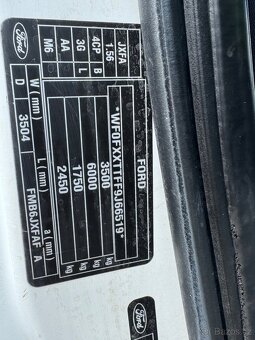 FORD
*WF0FXXTTFF9J66519*
3500 kg
6000 kg
1750 kg
2450 kg
W (mm) L (mm) a (mm)
D 3504 FMB6JXFAF A
Ford
JXFA
1.56
4CP B
3G L
AA
M6
Ford